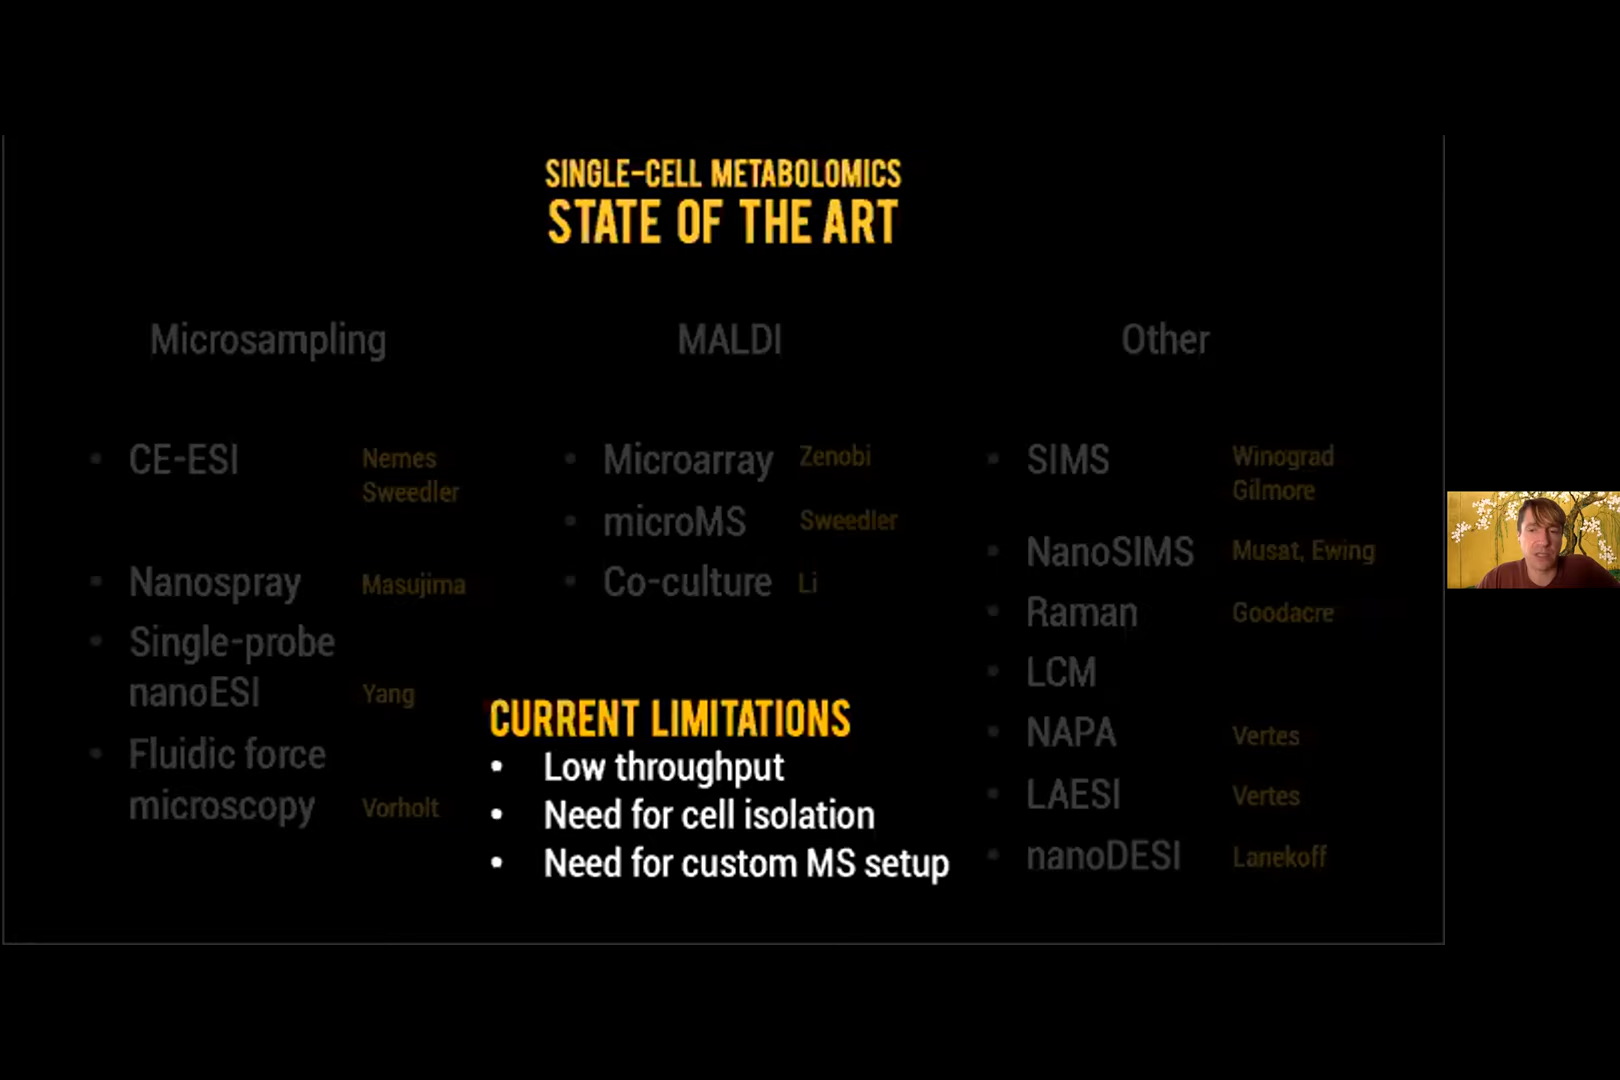 SINGLE-CELL METABOLOMICS
STATE OF THE ART
Microsampling
• CE-ESI Nemes
Sweedler
• Nanospray Masujima
• Single-probe
nanoESI Yang
• Fluidic force
microscopy Vorholt
MALDI
• Microarray Zenobi
• microMS Sweedler
• Co-culture Li
Other
• SIMS Winograd
Gilmore
• NanoSIMS Musat, Ewing
• Raman Goodacre
• LCM
• NAPA Vertes
• LAESI Vertes
• nanoDESI Lanekoff
CURRENT LIMITATIONS
• Low throughput
• Need for cell isolation
• Need for custom MS setup